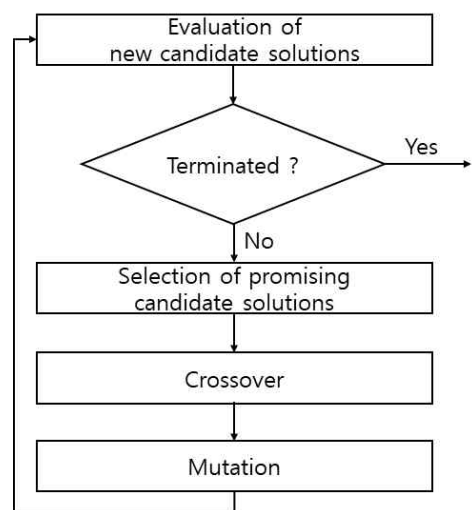 Evaluation of
new candidate solutions
Terminated ?
Yes
No
Selection of promising
candidate solutions
Crossover
Mutation